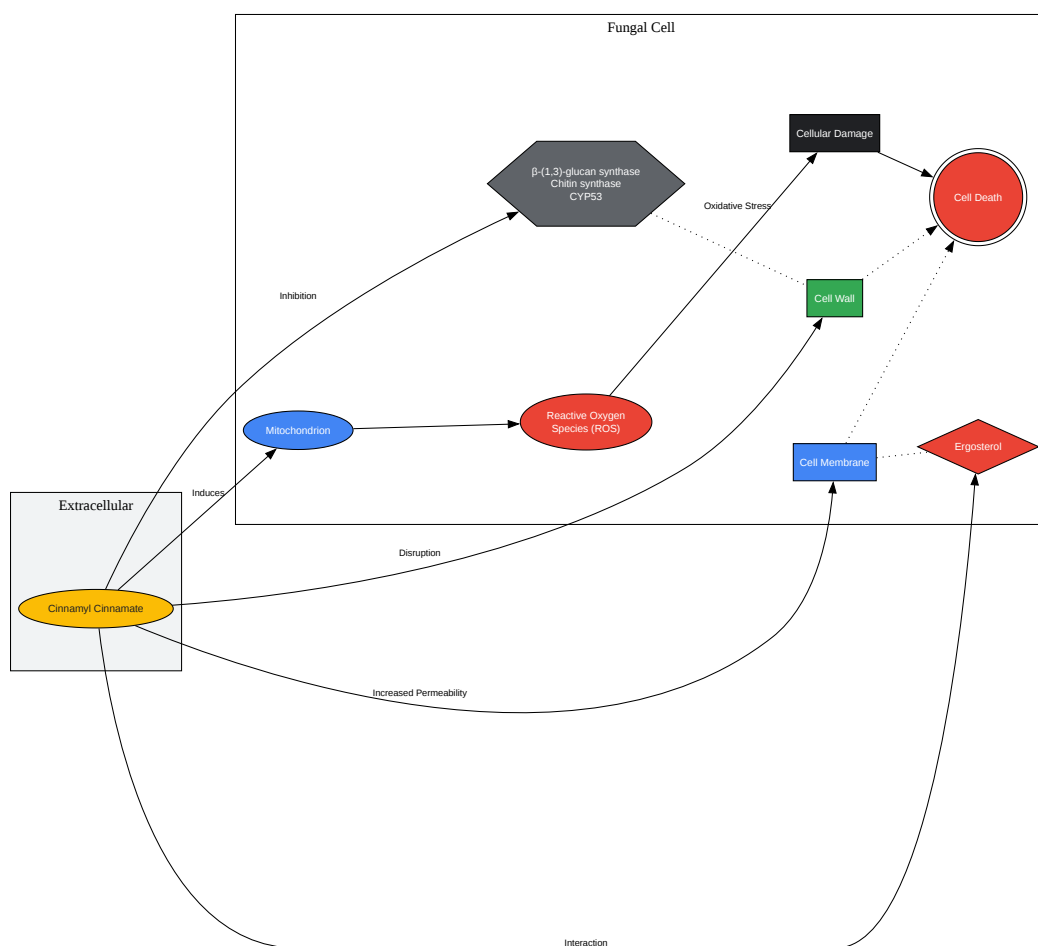 Fungal Cell
Cellular Damage
β-(1,3)-glucan synthase
Chitin synthase
CYP53
Cell Death
Oxidative Stress
Inhibition
Cell Wall
Reactive Oxygen
Species (ROS)
Mitochondrion
Ergosterol
Cell Membrane
Induces
Extracellular
Disruption
Cinnamyl Cinnamate
Increased Permeability
Interaction